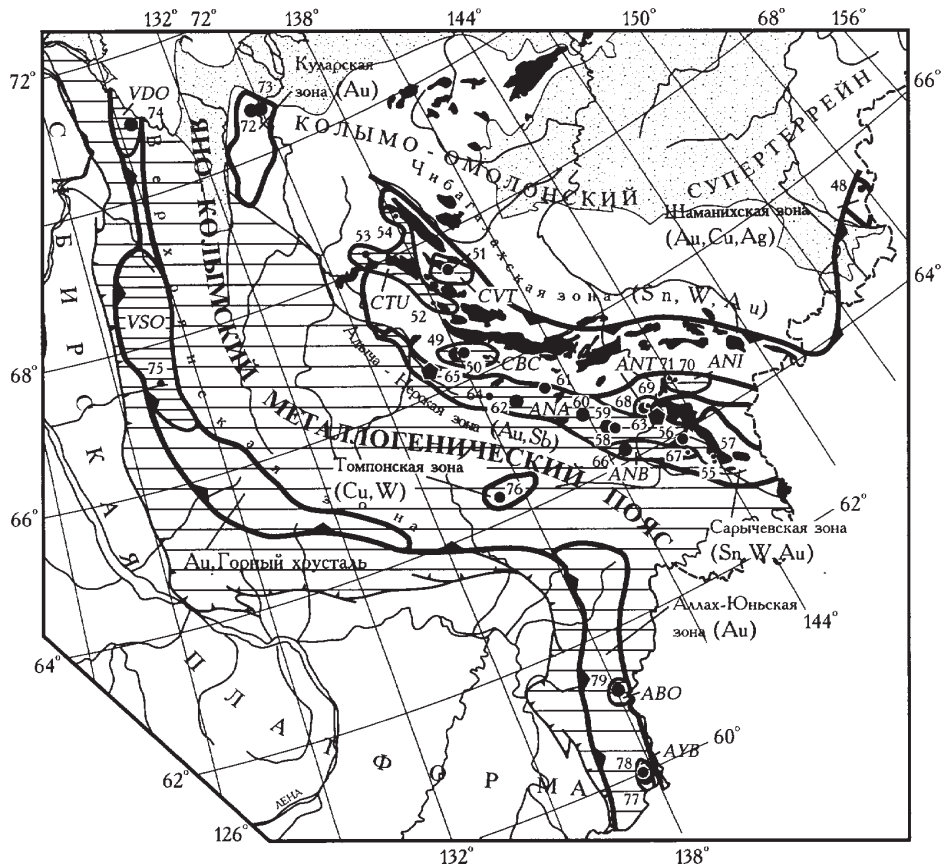 132° 72° 138° 144° 150° 68° 156°
72°
66°
64°
VDO
74
73
72
Куларская
зона (Au)
КОЛЫМО-ОМОЛОНСКИЙ
СУПЕРТЕРРЕЙН
48
Шаманихская зона
(Au, Cu, Ag)
ЯНО-КОЛЫМСКИЙ
МЕТАЛЛОГЕНИЧЕСКИЙ
ПОЯС
СИБИРСКАЯ
ПЛАТФОРМА
зона (Sn, W, Au)
53
54
51
CTU
CVT
52
VSO
75
49
50
CBC
65
64
61
62
ANA
60
59
58
ANT
71
70
ANI
69
68
63
56
57
67
55
66
ANB
Адыча-Нерская зона (Au, Sb)
Верхоянская зона
68°
66°
Томпонская зона
(Cu, W)
76
62°
Сарычевская зона
(Sn, W, Au)
Au, Горный хрусталь
Аллах-Юньская
зона (Au)
144°
64°
79
ABO
AYB
60°
78
77
62°
ЛЕНА
126°
132°
138°